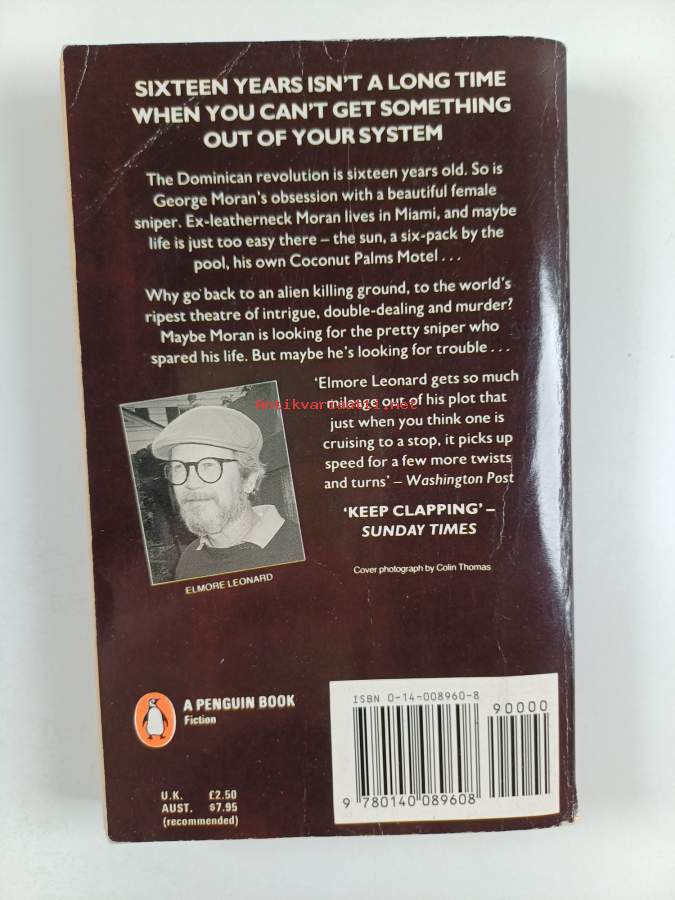 SIXTEEN YEARS ISN'T A LONG TIME
WHEN YOU CAN'T GET SOMETHING
OUT OF YOUR SYSTEM
The Dominican revolution is sixteen years old. So is
George Moran's obsession with a beautiful female
sniper. Ex-leatherneck Moran lives in Miami, and maybe
life is just too easy there – the sun, a six-pack by the
pool, his own Coconut Palms Motel . . .
Why go back to an alien killing ground, to the world's
ripest theatre of intrigue, double-dealing and murder?
Maybe Moran is looking for the pretty sniper who
spared his life. But maybe he's looking for trouble . . .
'Elmore Leonard gets so much
mileage out of his plot that
just when you think one is
cruising to a stop, it picks up
speed for a few more twists
and turns' – Washington Post
'KEEP CLAPPING' –
SUNDAY TIMES
Cover photograph by Colin Thomas
ELMORE LEONARD
Antikvariaatti.net
A PENGUIN BOOK
Fiction
U.K. £2.50
AUST. $7.95
(recommended)
ISBN 0-14-008960-8
90000
9 780140 089608